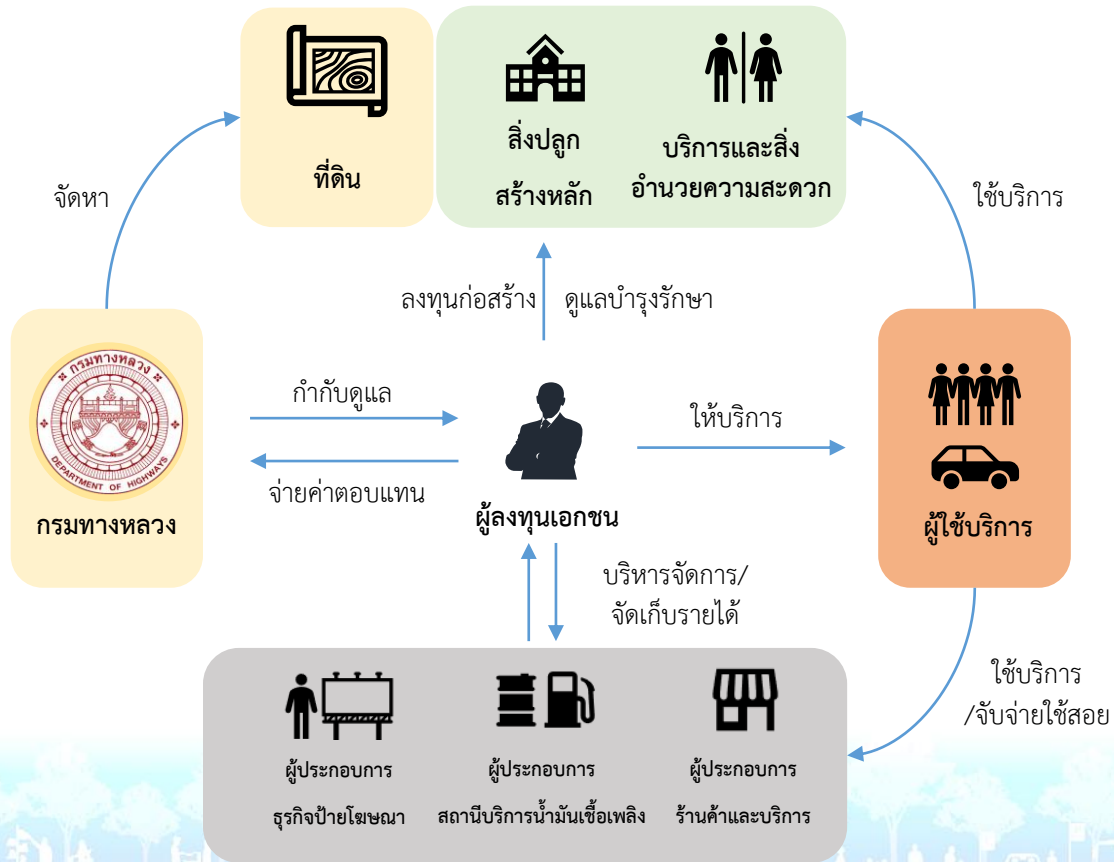 ที่ดิน
สิ่งปลูก
สร้างหลัก
บริการและสิ่ง
อำนวยความสะดวก
จัดหา
ใช้บริการ
ลงทุนก่อสร้าง
ดูแลบำรุงรักษา
กรมทางหลวง
DEPARTMENT OF HIGHWAYS
กรมทางหลวง
กำกับดูแล
จ่ายค่าตอบแทน
ผู้ลงทุนเอกชน
ให้บริการ
ผู้ใช้บริการ
บริหารจัดการ/
จัดเก็บรายได้
ใช้บริการ
/จับจ่ายใช้สอย
ผู้ประกอบการ
ธุรกิจป้ายโฆษณา
ผู้ประกอบการ
สถานีบริการน้ำมันเชื้อเพลิง
ผู้ประกอบการ
ร้านค้าและบริการ